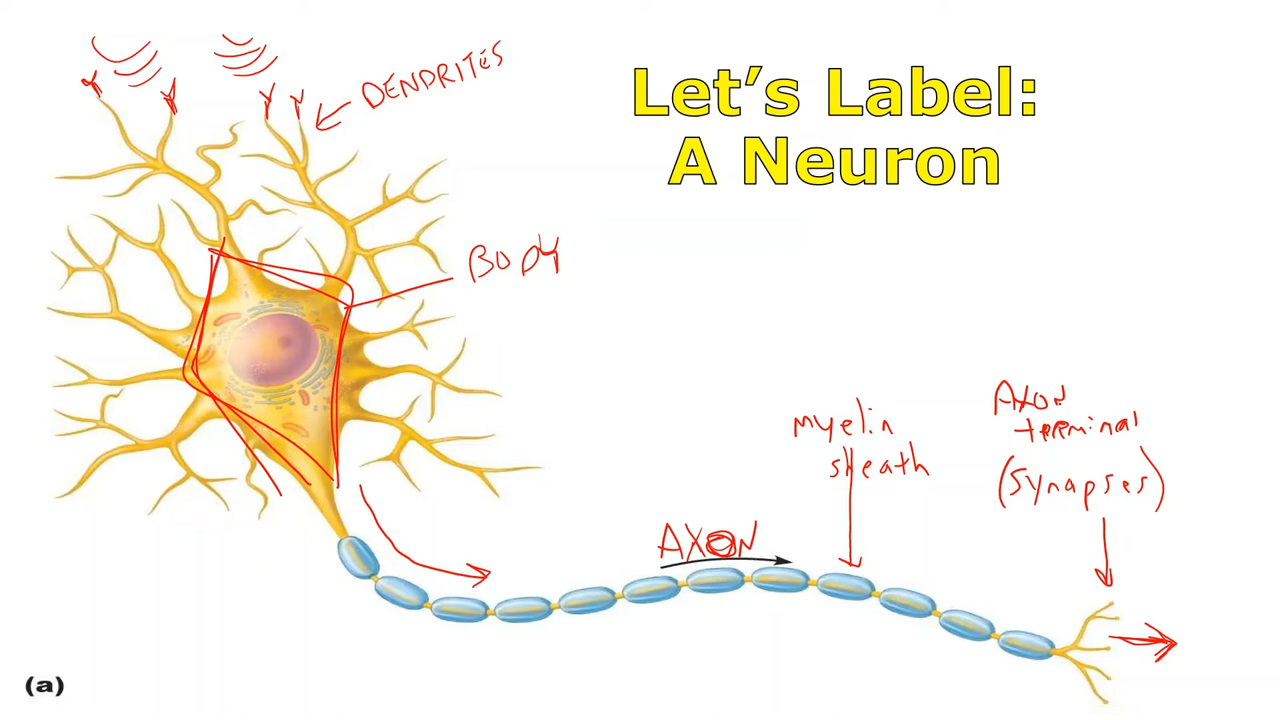 Let's Label:
A Neuron
DENDRITES
BODY
AXON
myelin
sheath
AXON
terminal
(synapses)
(a)